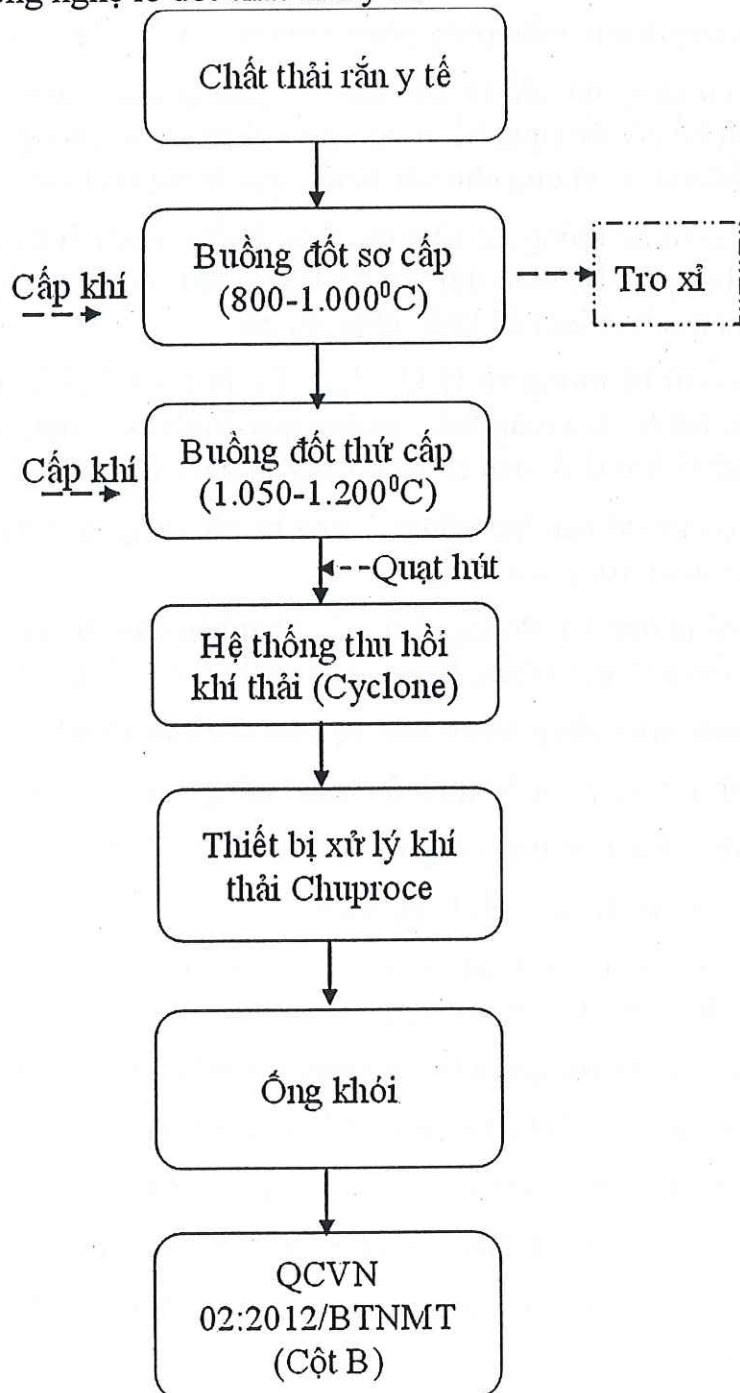 Chất thải rắn y tế
Buồng đốt sơ cấp
(800-1.000⁰C)
Cấp khí
Tro xỉ
Buồng đốt thứ cấp
(1.050-1.200⁰C)
Cấp khí
Quạt hút
Hệ thống thu hồi
khí thải (Cyclone)
Thiết bị xử lý khí
thải Chuproce
Ống khói
QCVN
02:2012/BTNMT
(Cột B)